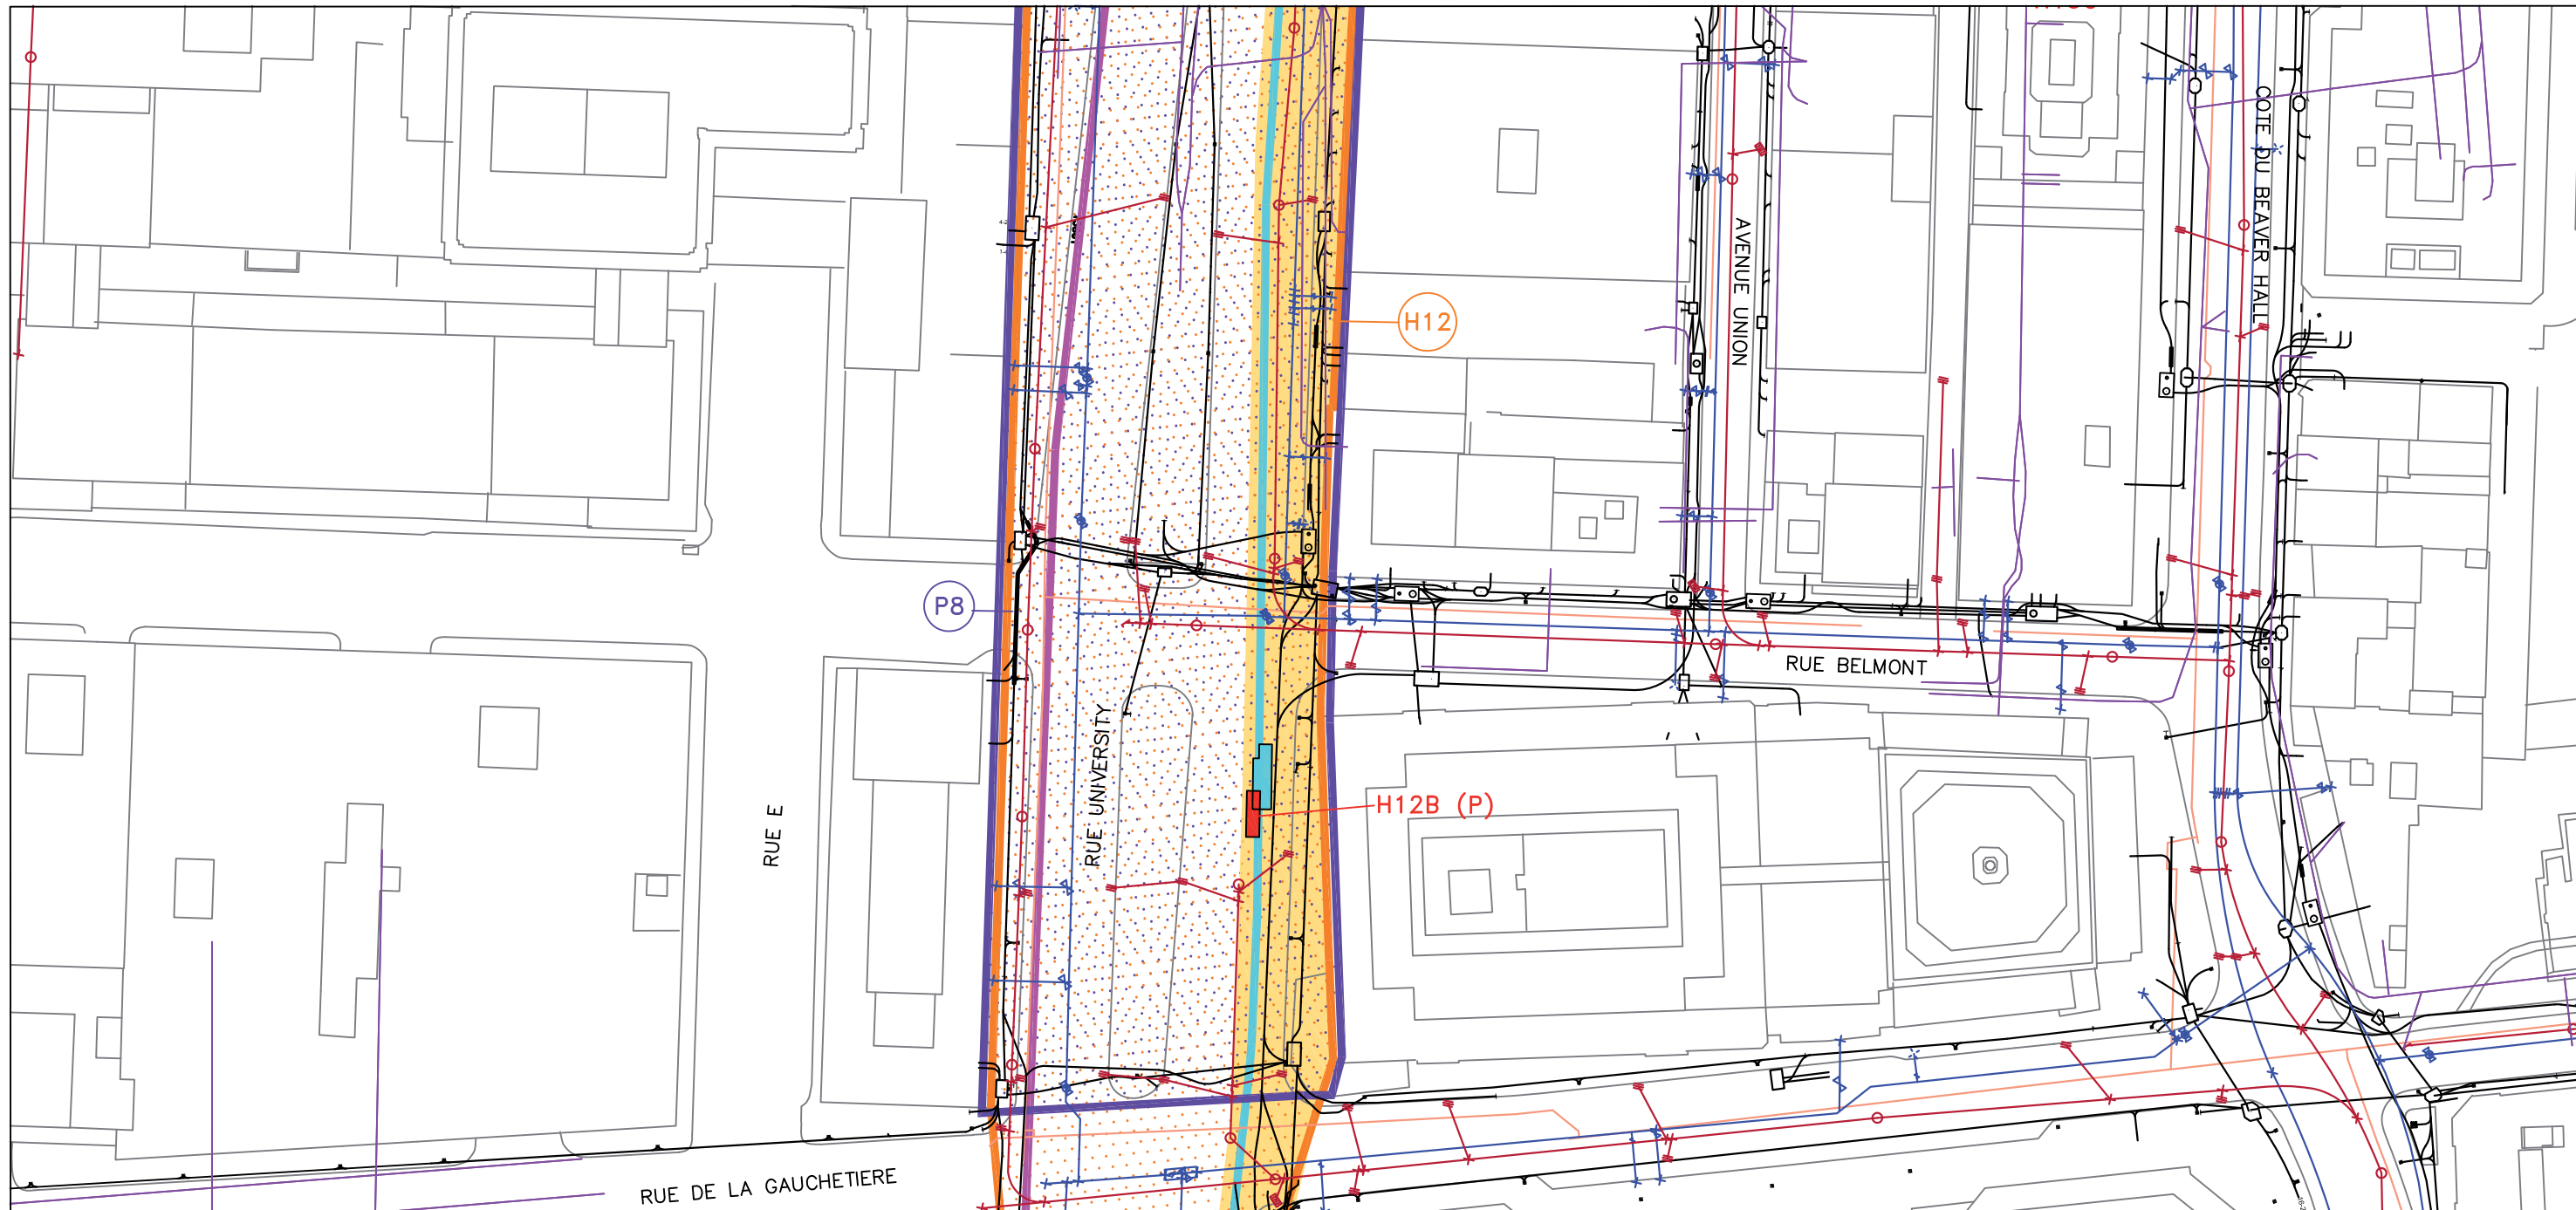 H12
AVENUE UNION
COTE DU BEAVER HALL
P8
RUE BELMONT
RUE UNIVERSITY
RUE E
H12B (P)
RUE DE LA GAUCHETIERE